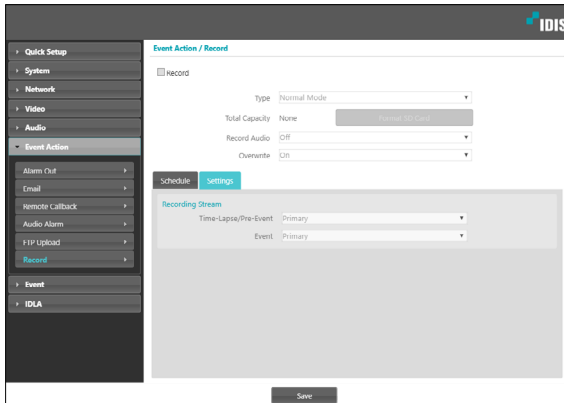 IDIS
Quick Setup
System
Network
Video
Audio
Event Action
Alarm Out
Email
Remote Callback
Audio Alarm
FTP Upload
Record
Event
IDLA
Event Action / Record
Record
Type Normal Mode
Total Capacity None Format SD Card
Record Audio Off
Overwrite On
Schedule Settings
Recording Stream
Time-Lapse/Pre-Event Primary
Event Primary
Save